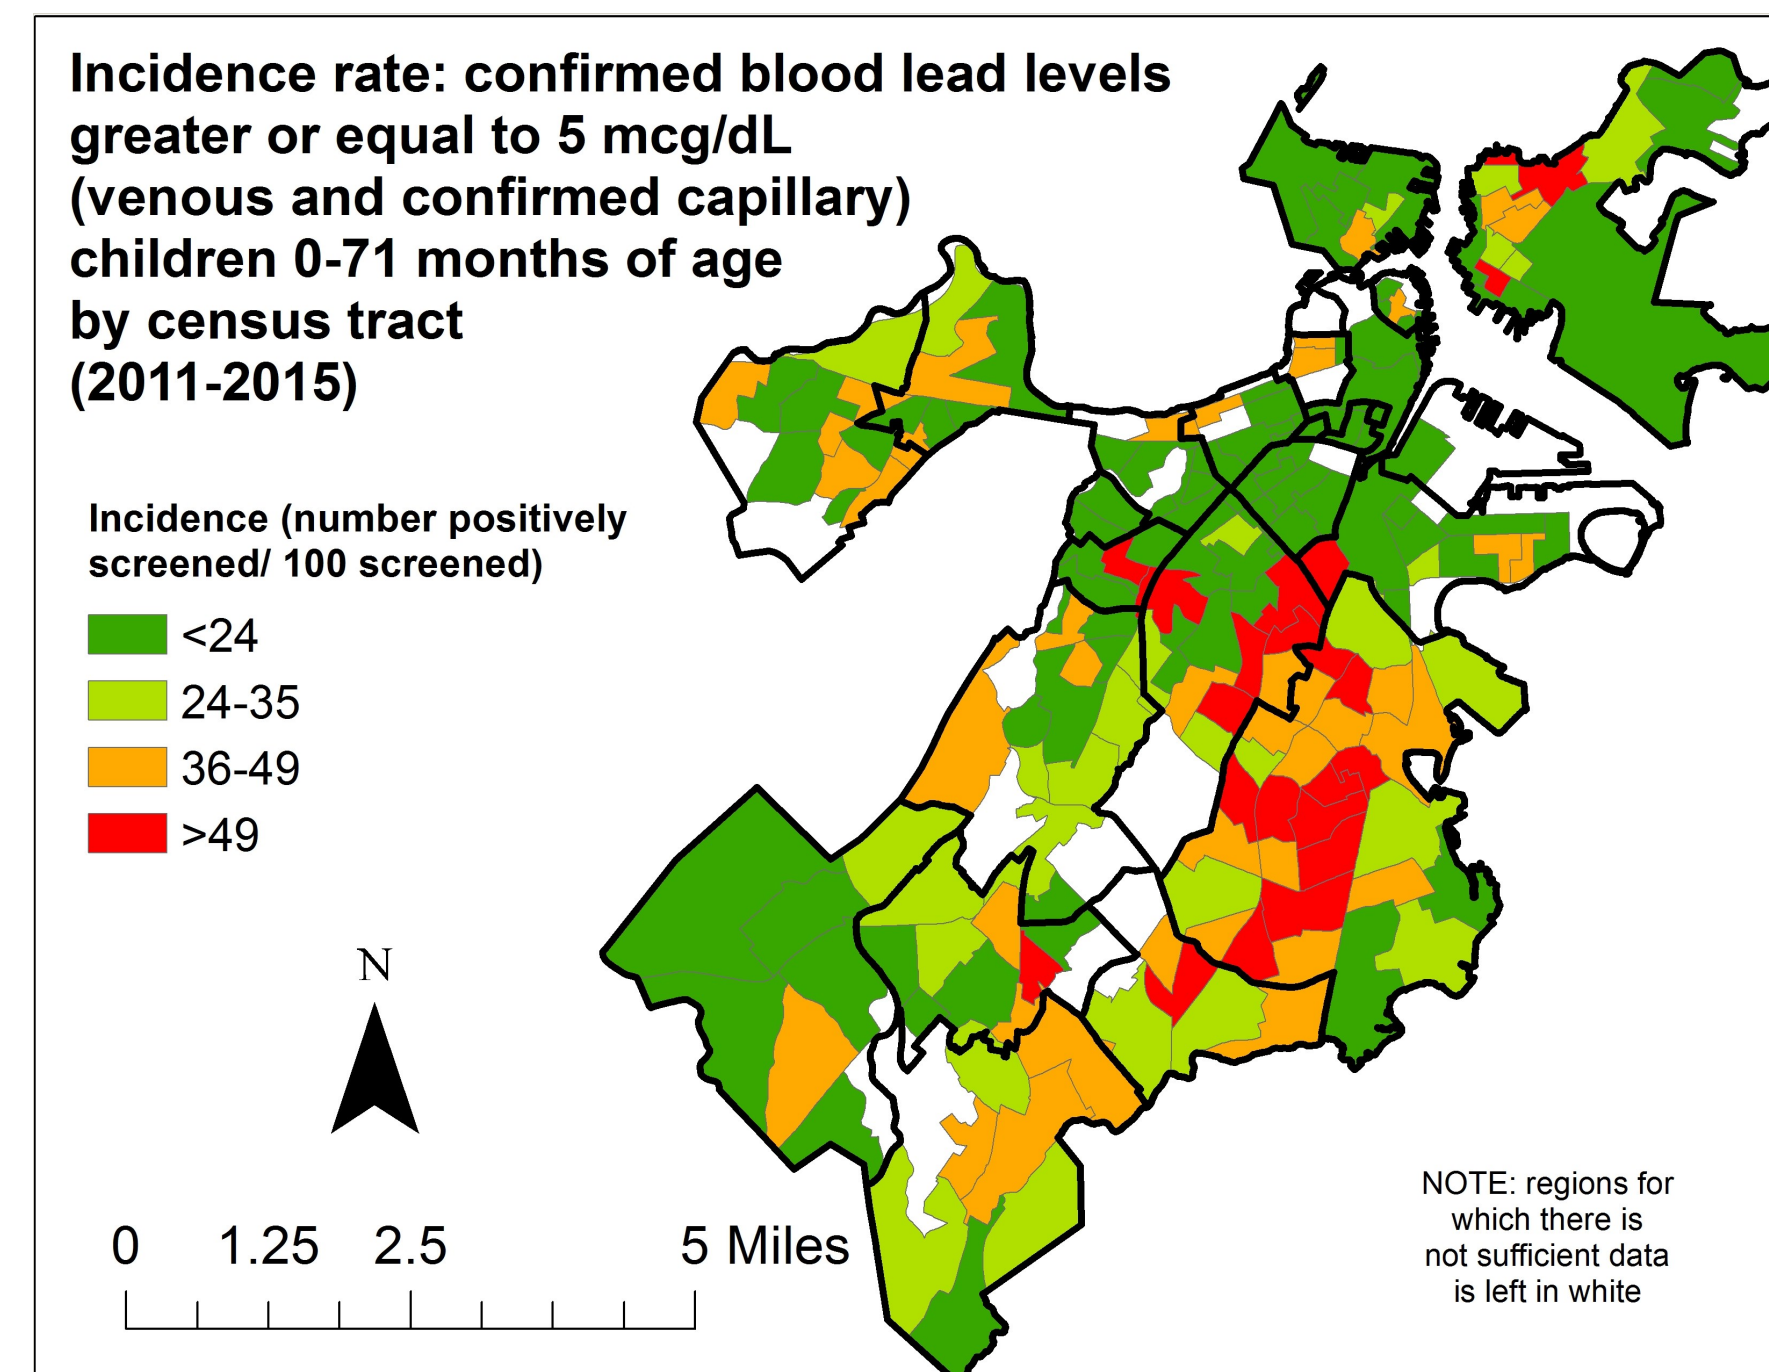 Incidence rate: confirmed blood lead levels
greater or equal to 5 mcg/dL
(venous and confirmed capillary)
children 0-71 months of age
by census tract
(2011-2015)
Incidence (number positively
screened/ 100 screened)
<24
24-35
36-49
>49
N
0 1.25 2.5 5 Miles
NOTE: regions for
which there is
not sufficient data
is left in white